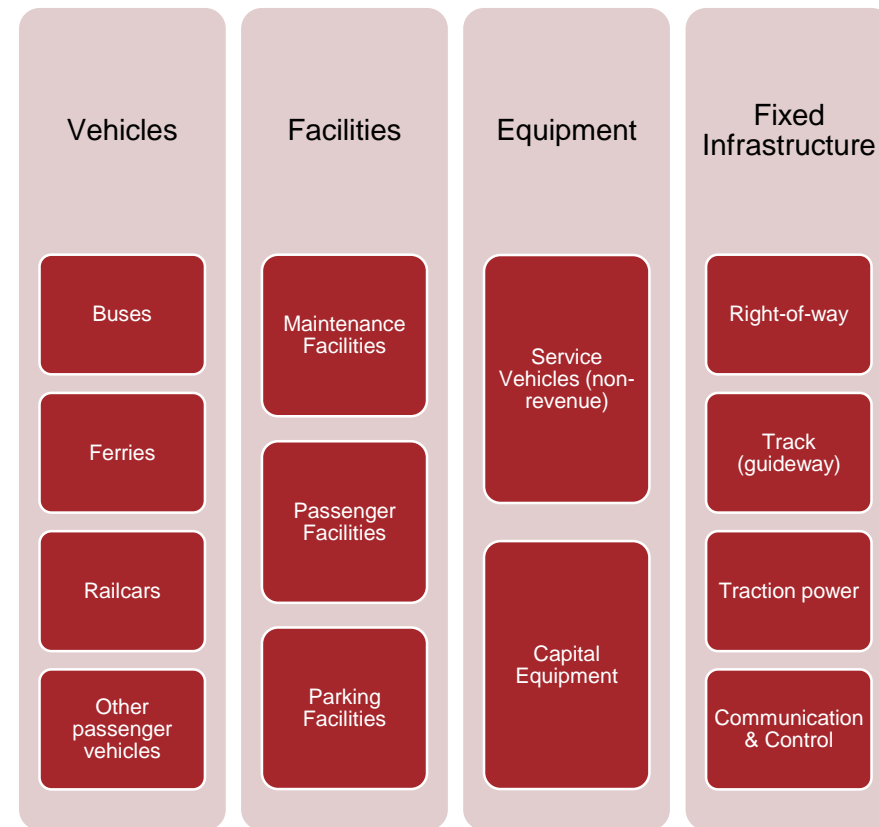 Vehicles
Buses
Ferries
Railcars
Other
passenger
vehicles
Facilities
Maintenance
Facilities
Passenger
Facilities
Parking
Facilities
Equipment
Service
Vehicles (non-
revenue)
Capital
Equipment
Fixed
Infrastructure
Right-of-way
Track
(guideway)
Traction power
Communication
& Control